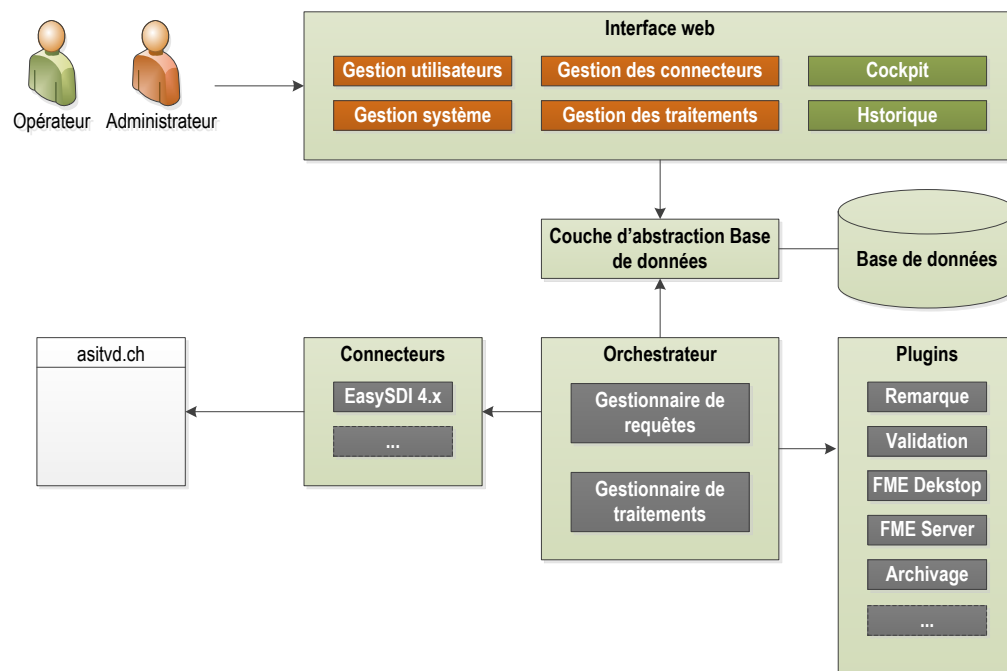 Interface web
Gestion utilisateurs
Gestion des connecteurs
Cockpit
Gestion système
Gestion des traitements
Hstorique
Opérateur
Administrateur
Couche d'abstraction Base
de données
Base de données
asitvd.ch
Connecteurs
EasySDI 4.x
...
Orchestrateur
Gestionnaire de
requêtes
Gestionnaire de
traitements
Plugins
Remarque
Validation
FME Dekstop
FME Server
Archivage
...